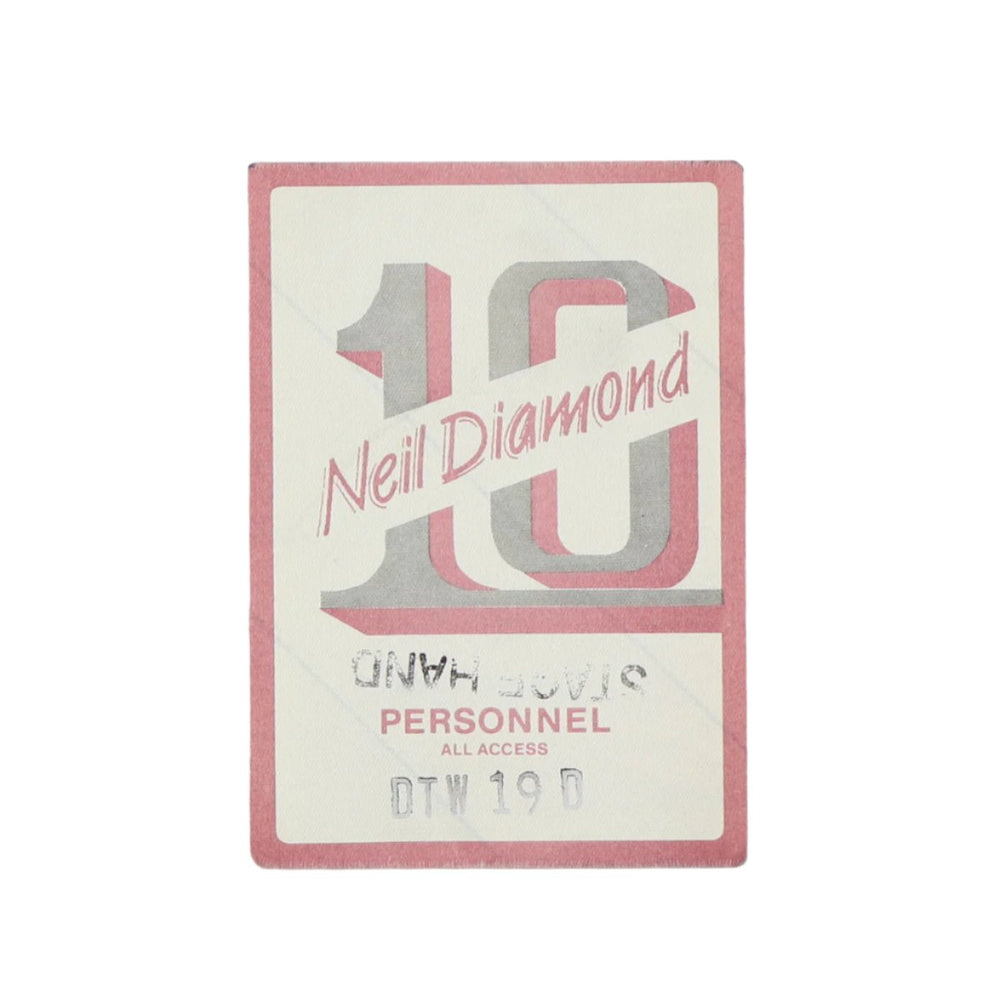 10
Neil Diamond
STAGE HAND
PERSONNEL
ALL ACCESS
DTW 19 D